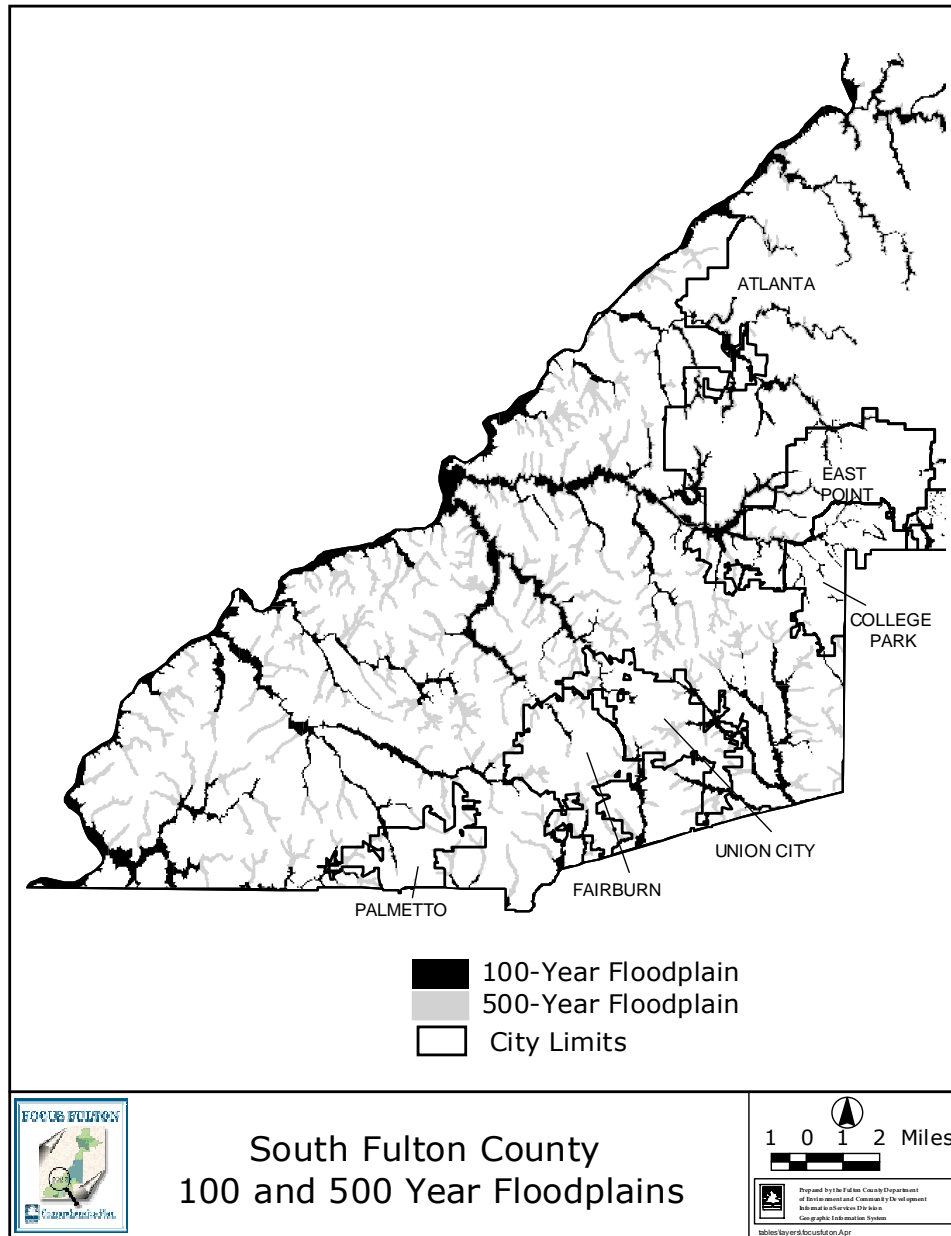 ATLANTA
EAST
POINT
COLLEGE
PARK
UNION CITY
FAIRBURN
PALMETTO
100-Year Floodplain
500-Year Floodplain
City Limits
FOCUS FULTON
South Fulton County
100 and 500 Year Floodplains
1 0 1 2 Miles
Prepared by the Fulton County Department
of Environment and Community Development
Information Services Division
Geographic Information System